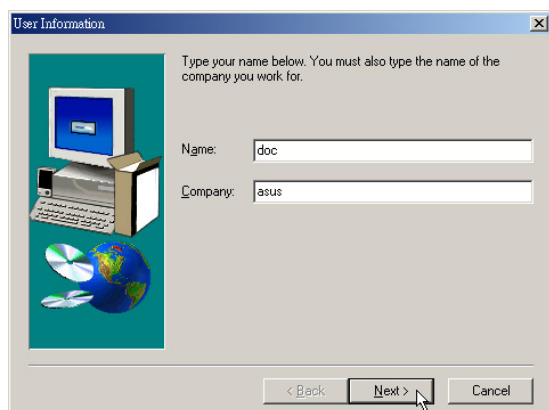 User Information
Type your name below. You must also type the name of the
company you work for.
Name: doc
Company: asus
< Back Next > Cancel